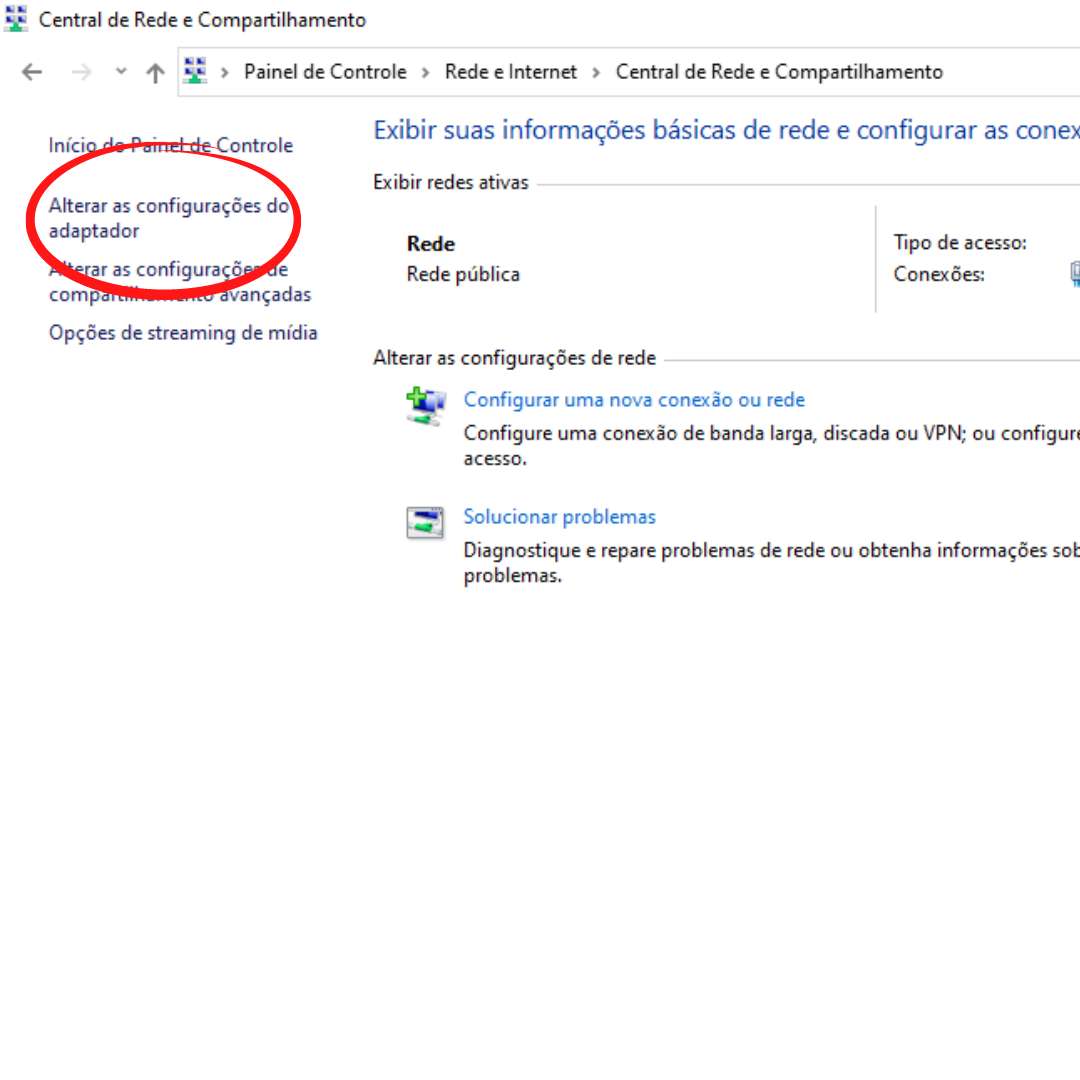 Central de Rede e Compartilhamento
Painel de Controle › Rede e Internet › Central de Rede e Compartilhamento
Início do Painel de Controle
Alterar as configurações do
adaptador
Alterar as configurações de
compartilhamento avançadas
Opções de streaming de mídia
Exibir suas informações básicas de rede e configurar as conex
Exibir redes ativas
Rede
Rede pública
Tipo de acesso:
Conexões:
Alterar as configurações de rede
Configurar uma nova conexão ou rede
Configure uma conexão de banda larga, discada ou VPN; ou configure
acesso.
Solucionar problemas
Diagnostique e repare problemas de rede ou obtenha informações sob
problemas.